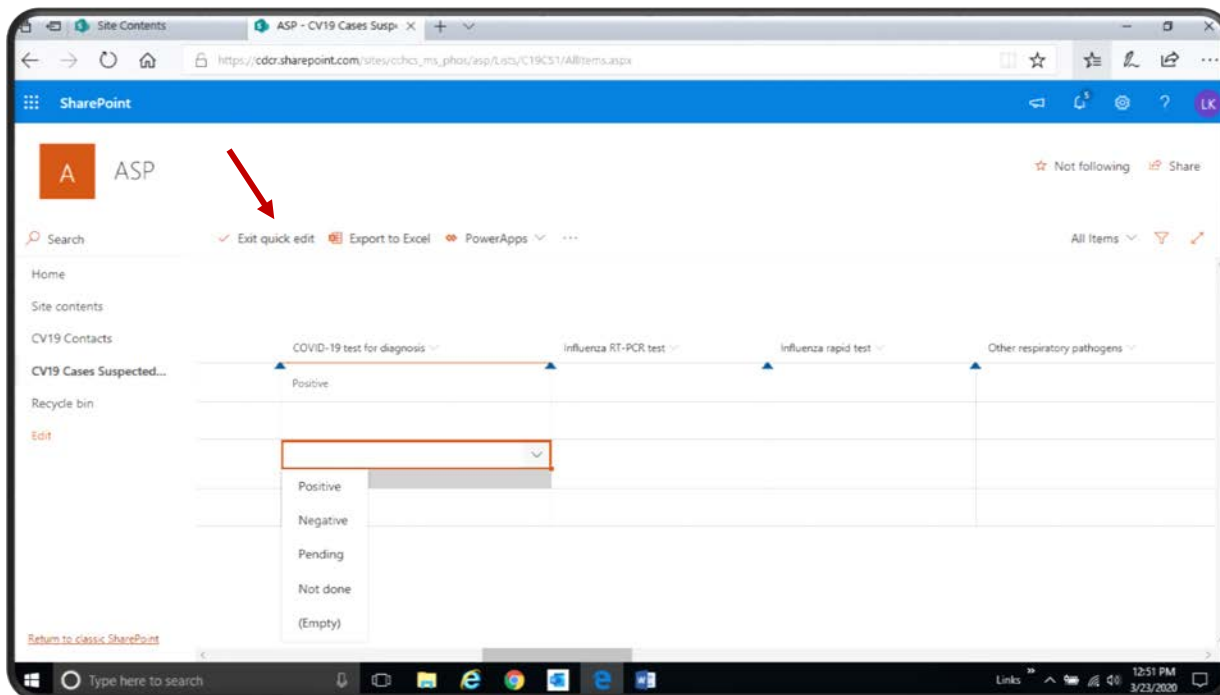 Site Contents
ASP - CV19 Cases Susp
https://cdcr.sharepoint.com/sites/cchcs_ms_phos/asp/Lists/C19CS1/AllItems.aspx
SharePoint
5
LK
A
ASP
Not following
Share
Search
Exit quick edit
Export to Excel
PowerApps
...
All Items
Home
Site contents
CV19 Contacts
CV19 Cases Suspected...
Recycle bin
Edit
COVID-19 test for diagnosis
Influenza RT-PCR test
Influenza rapid test
Other respiratory pathogens
Positive
Positive
Negative
Pending
Not done
(Empty)
Return to classic SharePoint
Type here to search
Links
12:51 PM
3/23/2020